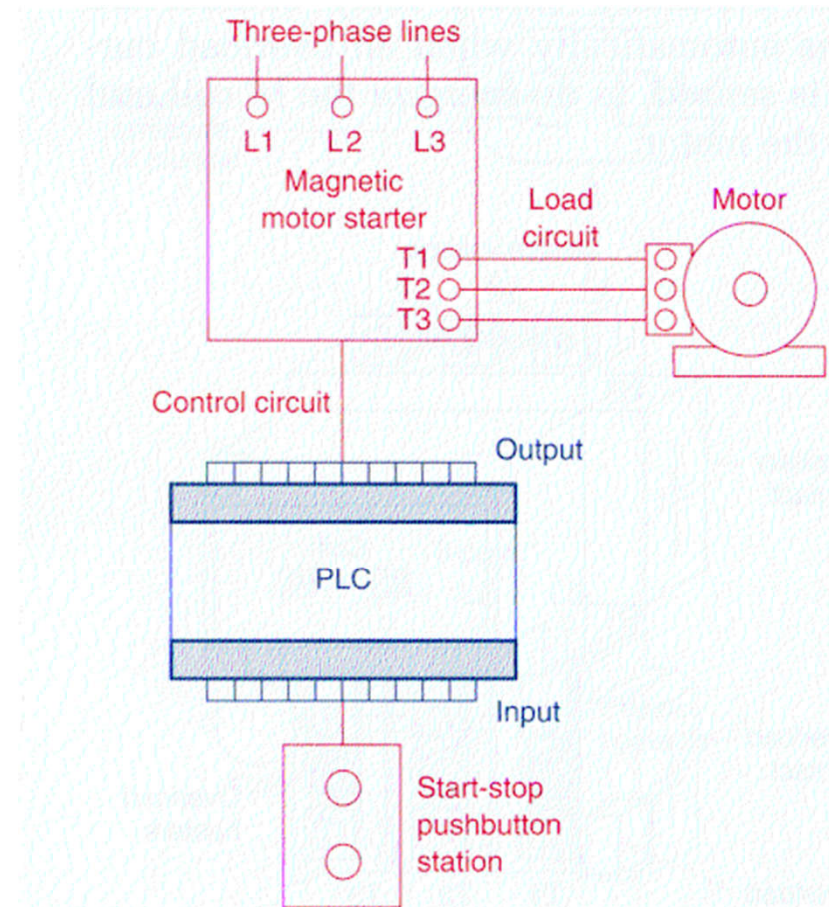 Three-phase lines
L1 L2 L3
Magnetic
motor starter
Load
circuit
Motor
T1
T2
T3
Control circuit
Output
PLC
Input
Start-stop
pushbutton
station